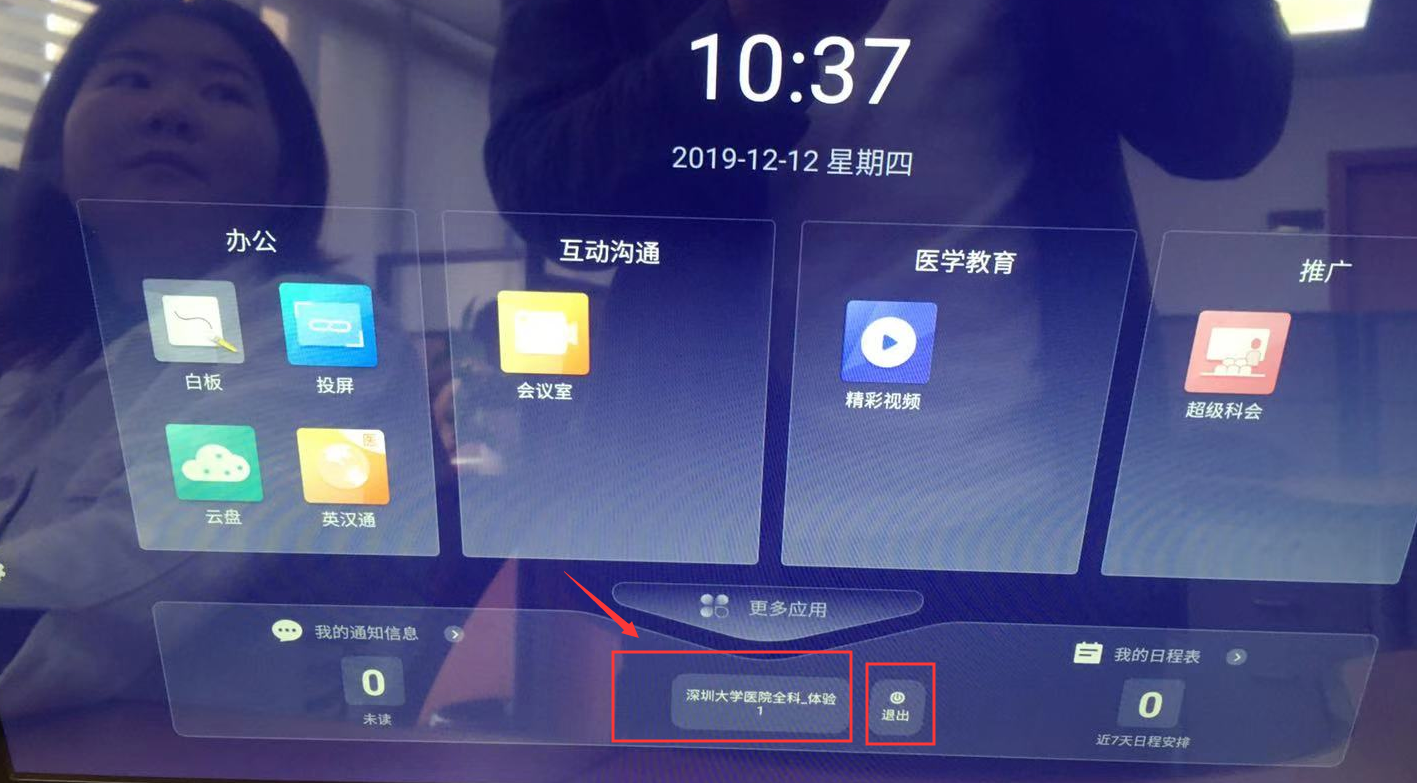 10:37
2019-12-12 星期四
办公
互动沟通
医学教育
推广
白板
投屏
会议室
精彩视频
超级科会
医
云盘
英汉通
更多应用
我的通知信息
0
未读
深圳大学医院全科_体验
1
退出
我的日程表
0
近7天日程安排